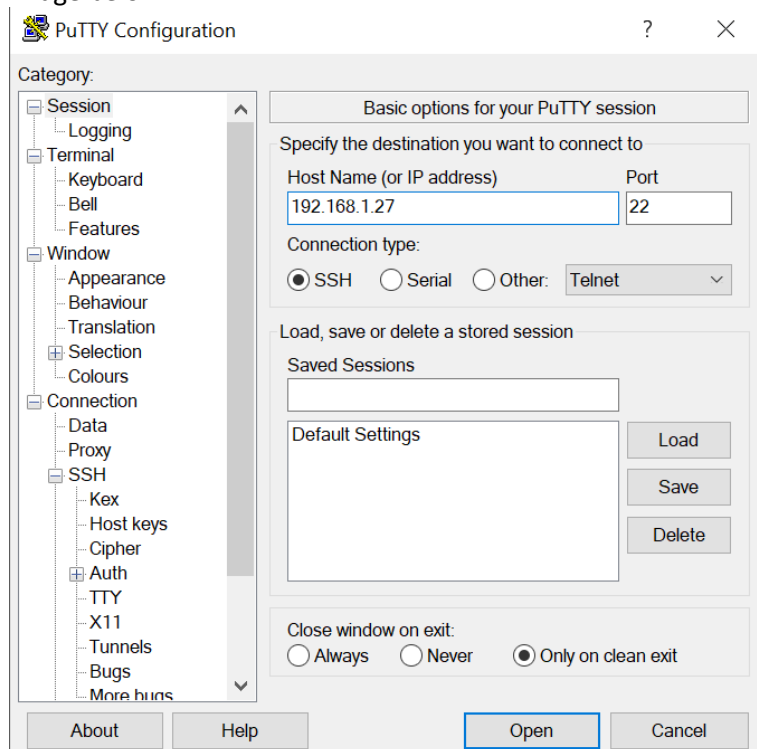 PuTTY Configuration
?
Category:
Session
Logging
Terminal
Keyboard
Bell
Features
Window
Appearance
Behaviour
Translation
Selection
Colours
Connection
Data
Proxy
SSH
Kex
Host keys
Cipher
Auth
TTY
X11
Tunnels
Bugs
More bugs
Basic options for your PuTTY session
Specify the destination you want to connect to
Host Name (or IP address) Port
192.168.1.27 22
Connection type:
SSH Serial Other: Telnet
Load, save or delete a stored session
Saved Sessions
Default Settings
Load
Save
Delete
Close window on exit:
Always Never Only on clean exit
About Help Open Cancel